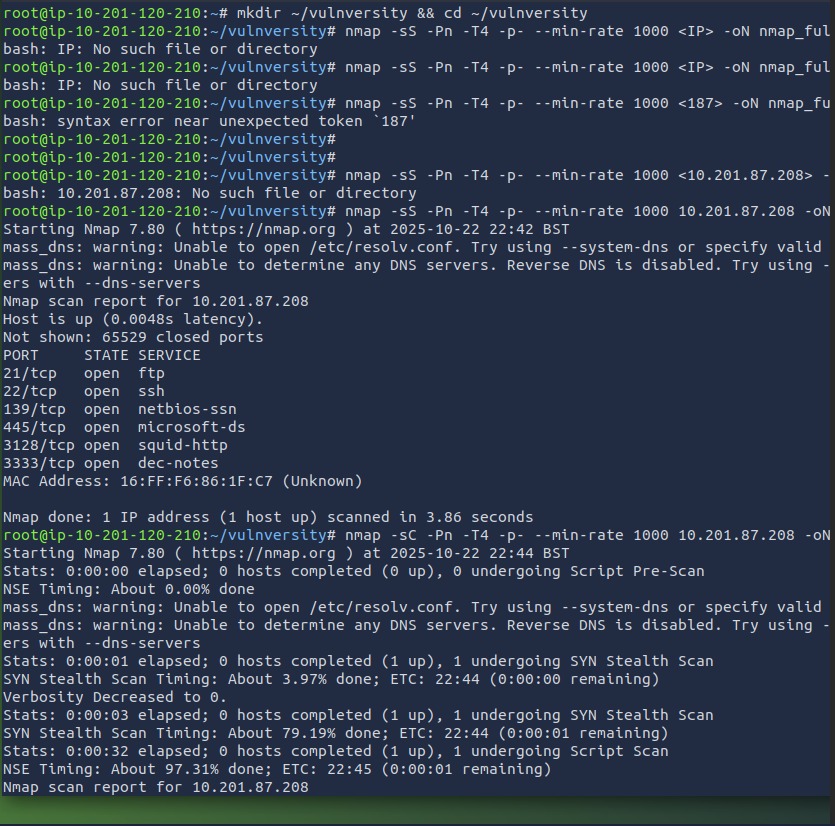 root@ip-10-201-120-210:~# mkdir ~/vulnversity && cd ~/vulnversity
root@ip-10-201-120-210:~/vulnversity# nmap -sS -Pn -T4 -p- --min-rate 1000 <IP> -oN nmap_ful
bash: IP: No such file or directory
root@ip-10-201-120-210:~/vulnversity# nmap -sS -Pn -T4 -p- --min-rate 1000 <IP> -oN nmap_ful
bash: IP: No such file or directory
root@ip-10-201-120-210:~/vulnversity# nmap -sS -Pn -T4 -p- --min-rate 1000 <187> -oN nmap_fu
bash: syntax error near unexpected token `187'
root@ip-10-201-120-210:~/vulnversity#
root@ip-10-201-120-210:~/vulnversity#
root@ip-10-201-120-210:~/vulnversity# nmap -sS -Pn -T4 -p- --min-rate 1000 <10.201.87.208> -
bash: 10.201.87.208: No such file or directory
root@ip-10-201-120-210:~/vulnversity# nmap -sS -Pn -T4 -p- --min-rate 1000 10.201.87.208 -oN
Starting Nmap 7.80 ( https://nmap.org ) at 2025-10-22 22:42 BST
mass_dns: warning: Unable to open /etc/resolv.conf. Try using --system-dns or specify valid
mass_dns: warning: Unable to determine any DNS servers. Reverse DNS is disabled. Try using -
ers with --dns-servers
Nmap scan report for 10.201.87.208
Host is up (0.0048s latency).
Not shown: 65529 closed ports
PORT     STATE SERVICE
21/tcp   open  ftp
22/tcp   open  ssh
139/tcp  open  netbios-ssn
445/tcp  open  microsoft-ds
3128/tcp open  squid-http
3333/tcp open  dec-notes
MAC Address: 16:FF:F6:86:1F:C7 (Unknown)

Nmap done: 1 IP address (1 host up) scanned in 3.86 seconds
root@ip-10-201-120-210:~/vulnversity# nmap -sC -Pn -T4 -p- --min-rate 1000 10.201.87.208 -oN
Starting Nmap 7.80 ( https://nmap.org ) at 2025-10-22 22:44 BST
Stats: 0:00:00 elapsed; 0 hosts completed (0 up), 0 undergoing Script Pre-Scan
NSE Timing: About 0.00% done
mass_dns: warning: Unable to open /etc/resolv.conf. Try using --system-dns or specify valid
mass_dns: warning: Unable to determine any DNS servers. Reverse DNS is disabled. Try using -
ers with --dns-servers
Stats: 0:00:01 elapsed; 0 hosts completed (1 up), 1 undergoing SYN Stealth Scan
SYN Stealth Scan Timing: About 3.97% done; ETC: 22:44 (0:00:00 remaining)
Verbosity Decreased to 0.
Stats: 0:00:03 elapsed; 0 hosts completed (1 up), 1 undergoing SYN Stealth Scan
SYN Stealth Scan Timing: About 79.19% done; ETC: 22:44 (0:00:01 remaining)
Stats: 0:00:32 elapsed; 0 hosts completed (1 up), 1 undergoing Script Scan
NSE Timing: About 97.31% done; ETC: 22:45 (0:00:01 remaining)
Nmap scan report for 10.201.87.208